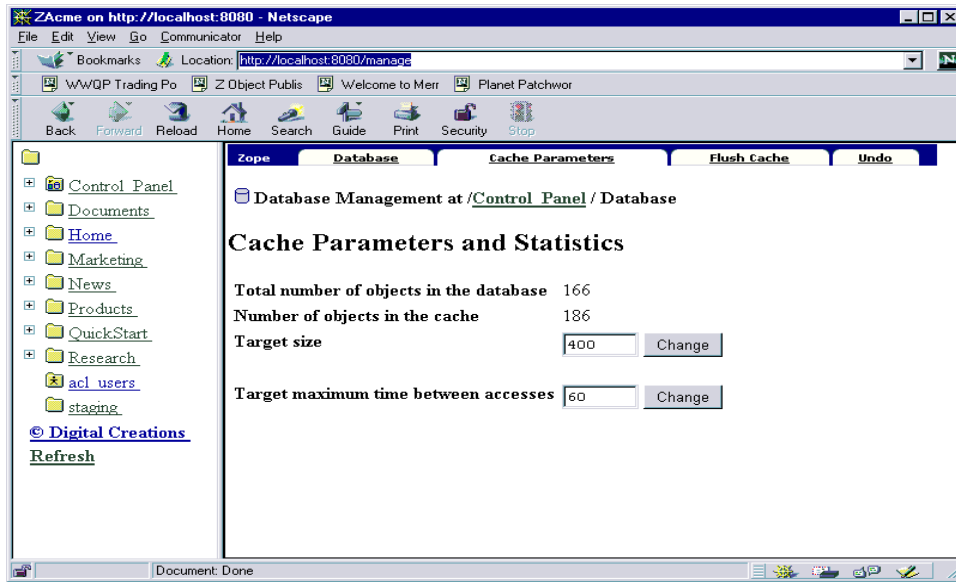 ZAcme on http://localhost:8080 - Netscape
File Edit View Go Communicator Help
Bookmarks Location: http://localhost:8080/manage N
WWQP Trading Po Z Object Publis Welcome to Merr Planet Patchwor
Back Forward Reload Home Search Guide Print Security Stop
Zope Database Cache Parameters Flush Cache Undo
Control_Panel
Documents
Home
Marketing
News
Products
QuickStart
Research
acl_users
staging
© Digital Creations
Refresh
Database Management at /Control_Panel / Database
Cache Parameters and Statistics
Total number of objects in the database 166
Number of objects in the cache 186
Target size 400 Change
Target maximum time between accesses 60 Change
Document: Done